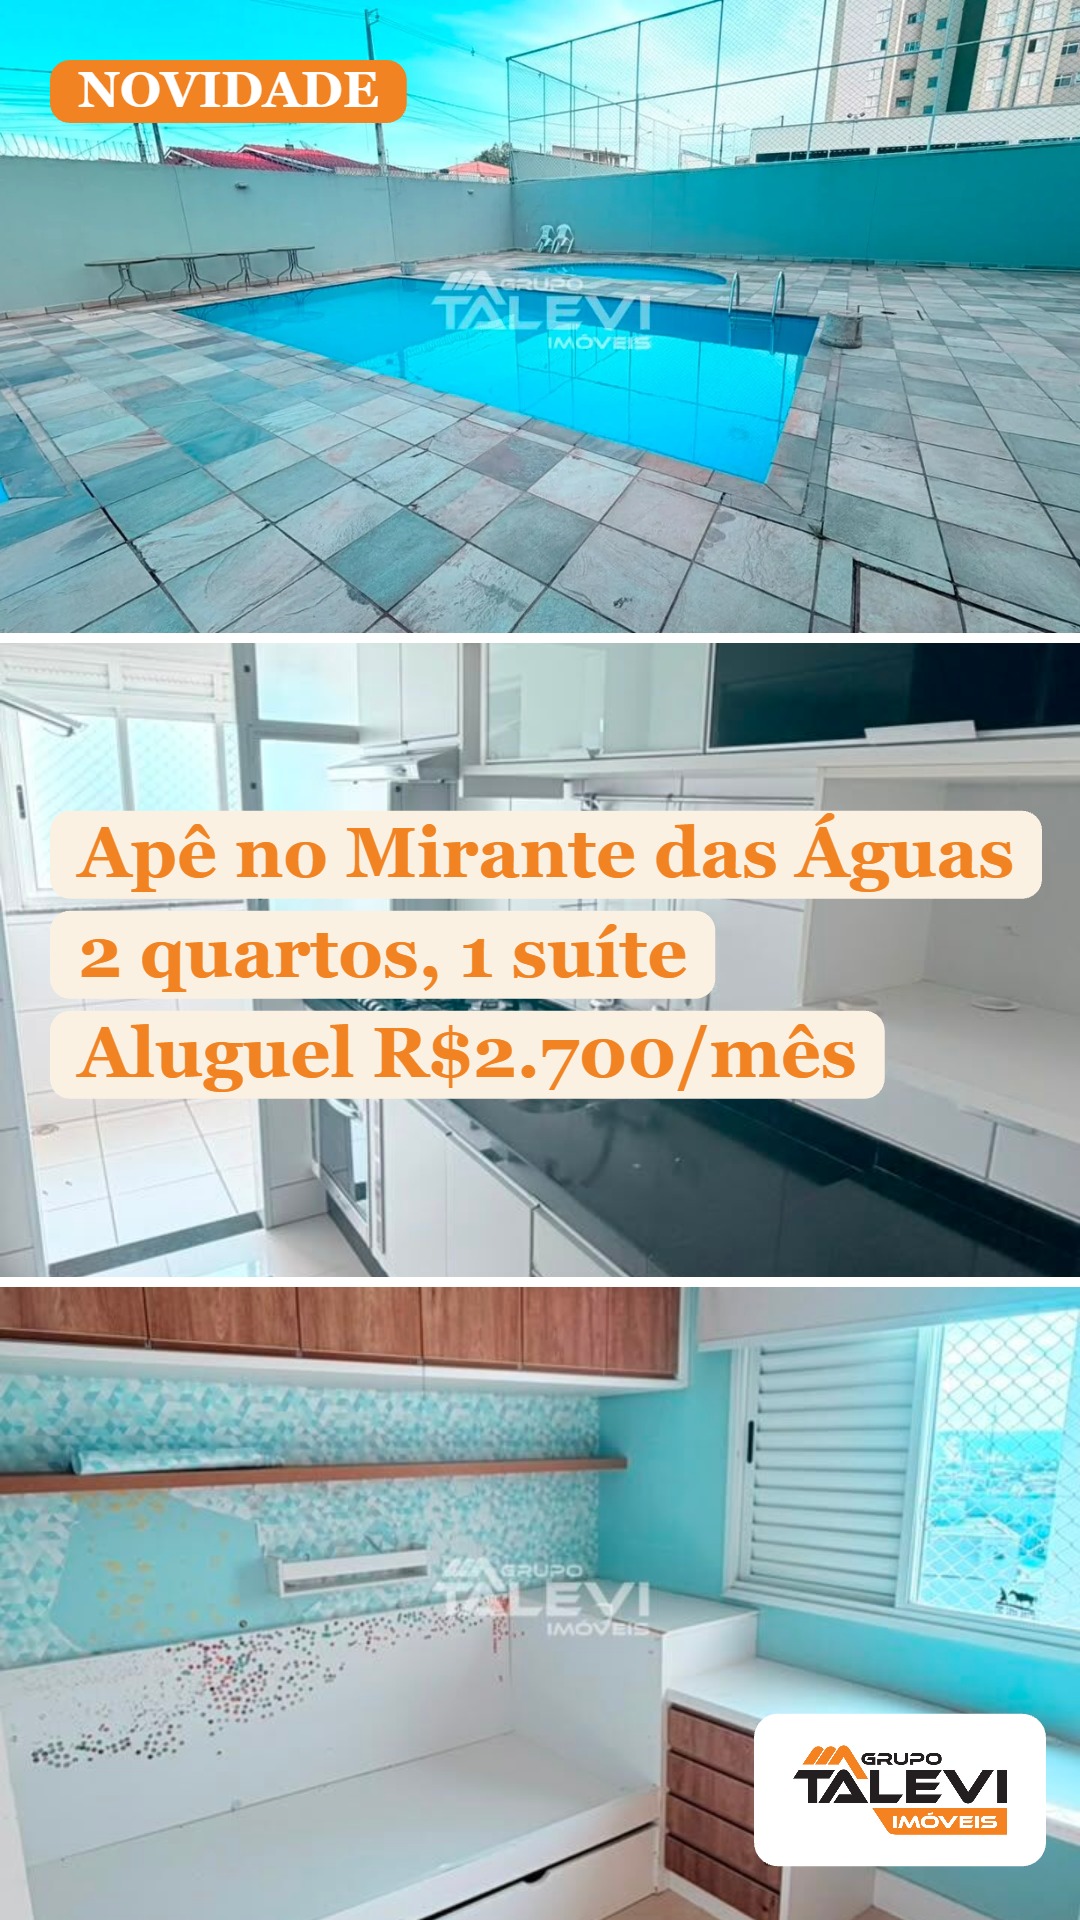 NOVIDADE
GRUPO
TALEVI
IMÓVEIS
Apê no Mirante das Águas
2 quartos, 1 suíte
Aluguel R$2.700/mês
GRUPO
TALEVI
IMÓVEIS
GRUPO
TALEVI
IMÓVEIS